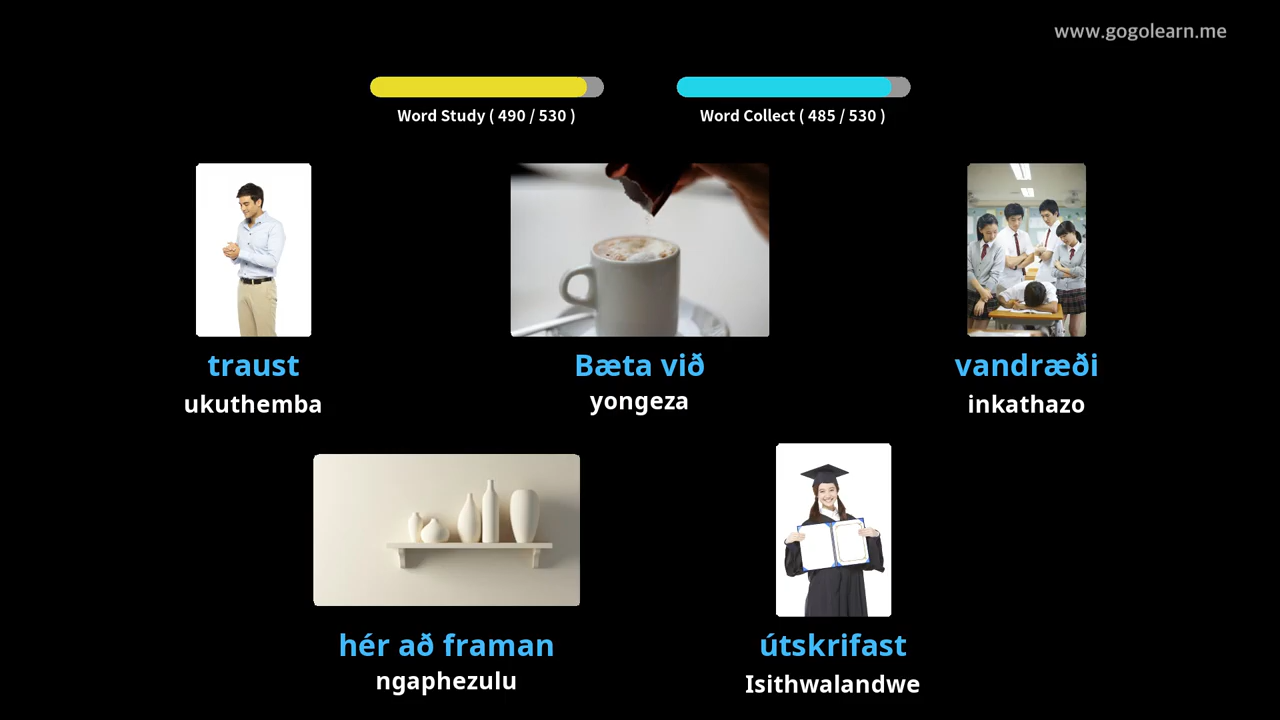 www.gogolearn.me
Word Study ( 490 / 530 )
Word Collect ( 485 / 530 )
traust
ukuthemba
Bæta við
yongeza
vandræði
inkathazo
hér að framan
ngaphezulu
útskrifast
Isithwalandwe